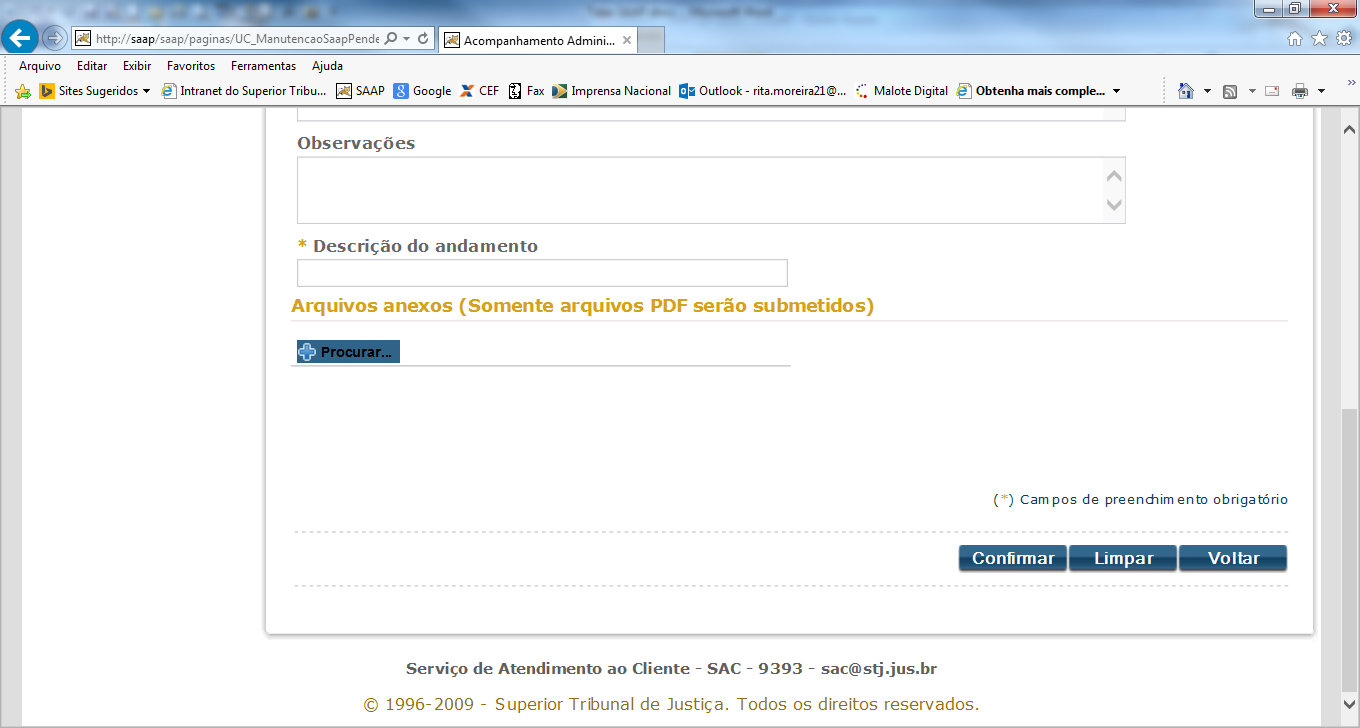 http://saap/saap/paginas/UC_ManutencaoSaapPende
Acompanhamento Admini...
Arquivo Editar Exibir Favoritos Ferramentas Ajuda
Sites Sugeridos Intranet do Superior Tribu... SAAP Google CEF Fax Imprensa Nacional Outlook - rita.moreira21@... Malote Digital Obtenha mais comple...
Observações
* Descrição do andamento
Arquivos anexos (Somente arquivos PDF serão submetidos)
Procurar...
(*) Campos de preenchimento obrigatório
Confirmar Limpar Voltar
Serviço de Atendimento ao Cliente - SAC - 9393 - sac@stj.jus.br
© 1996-2009 - Superior Tribunal de Justiça. Todos os direitos reservados.